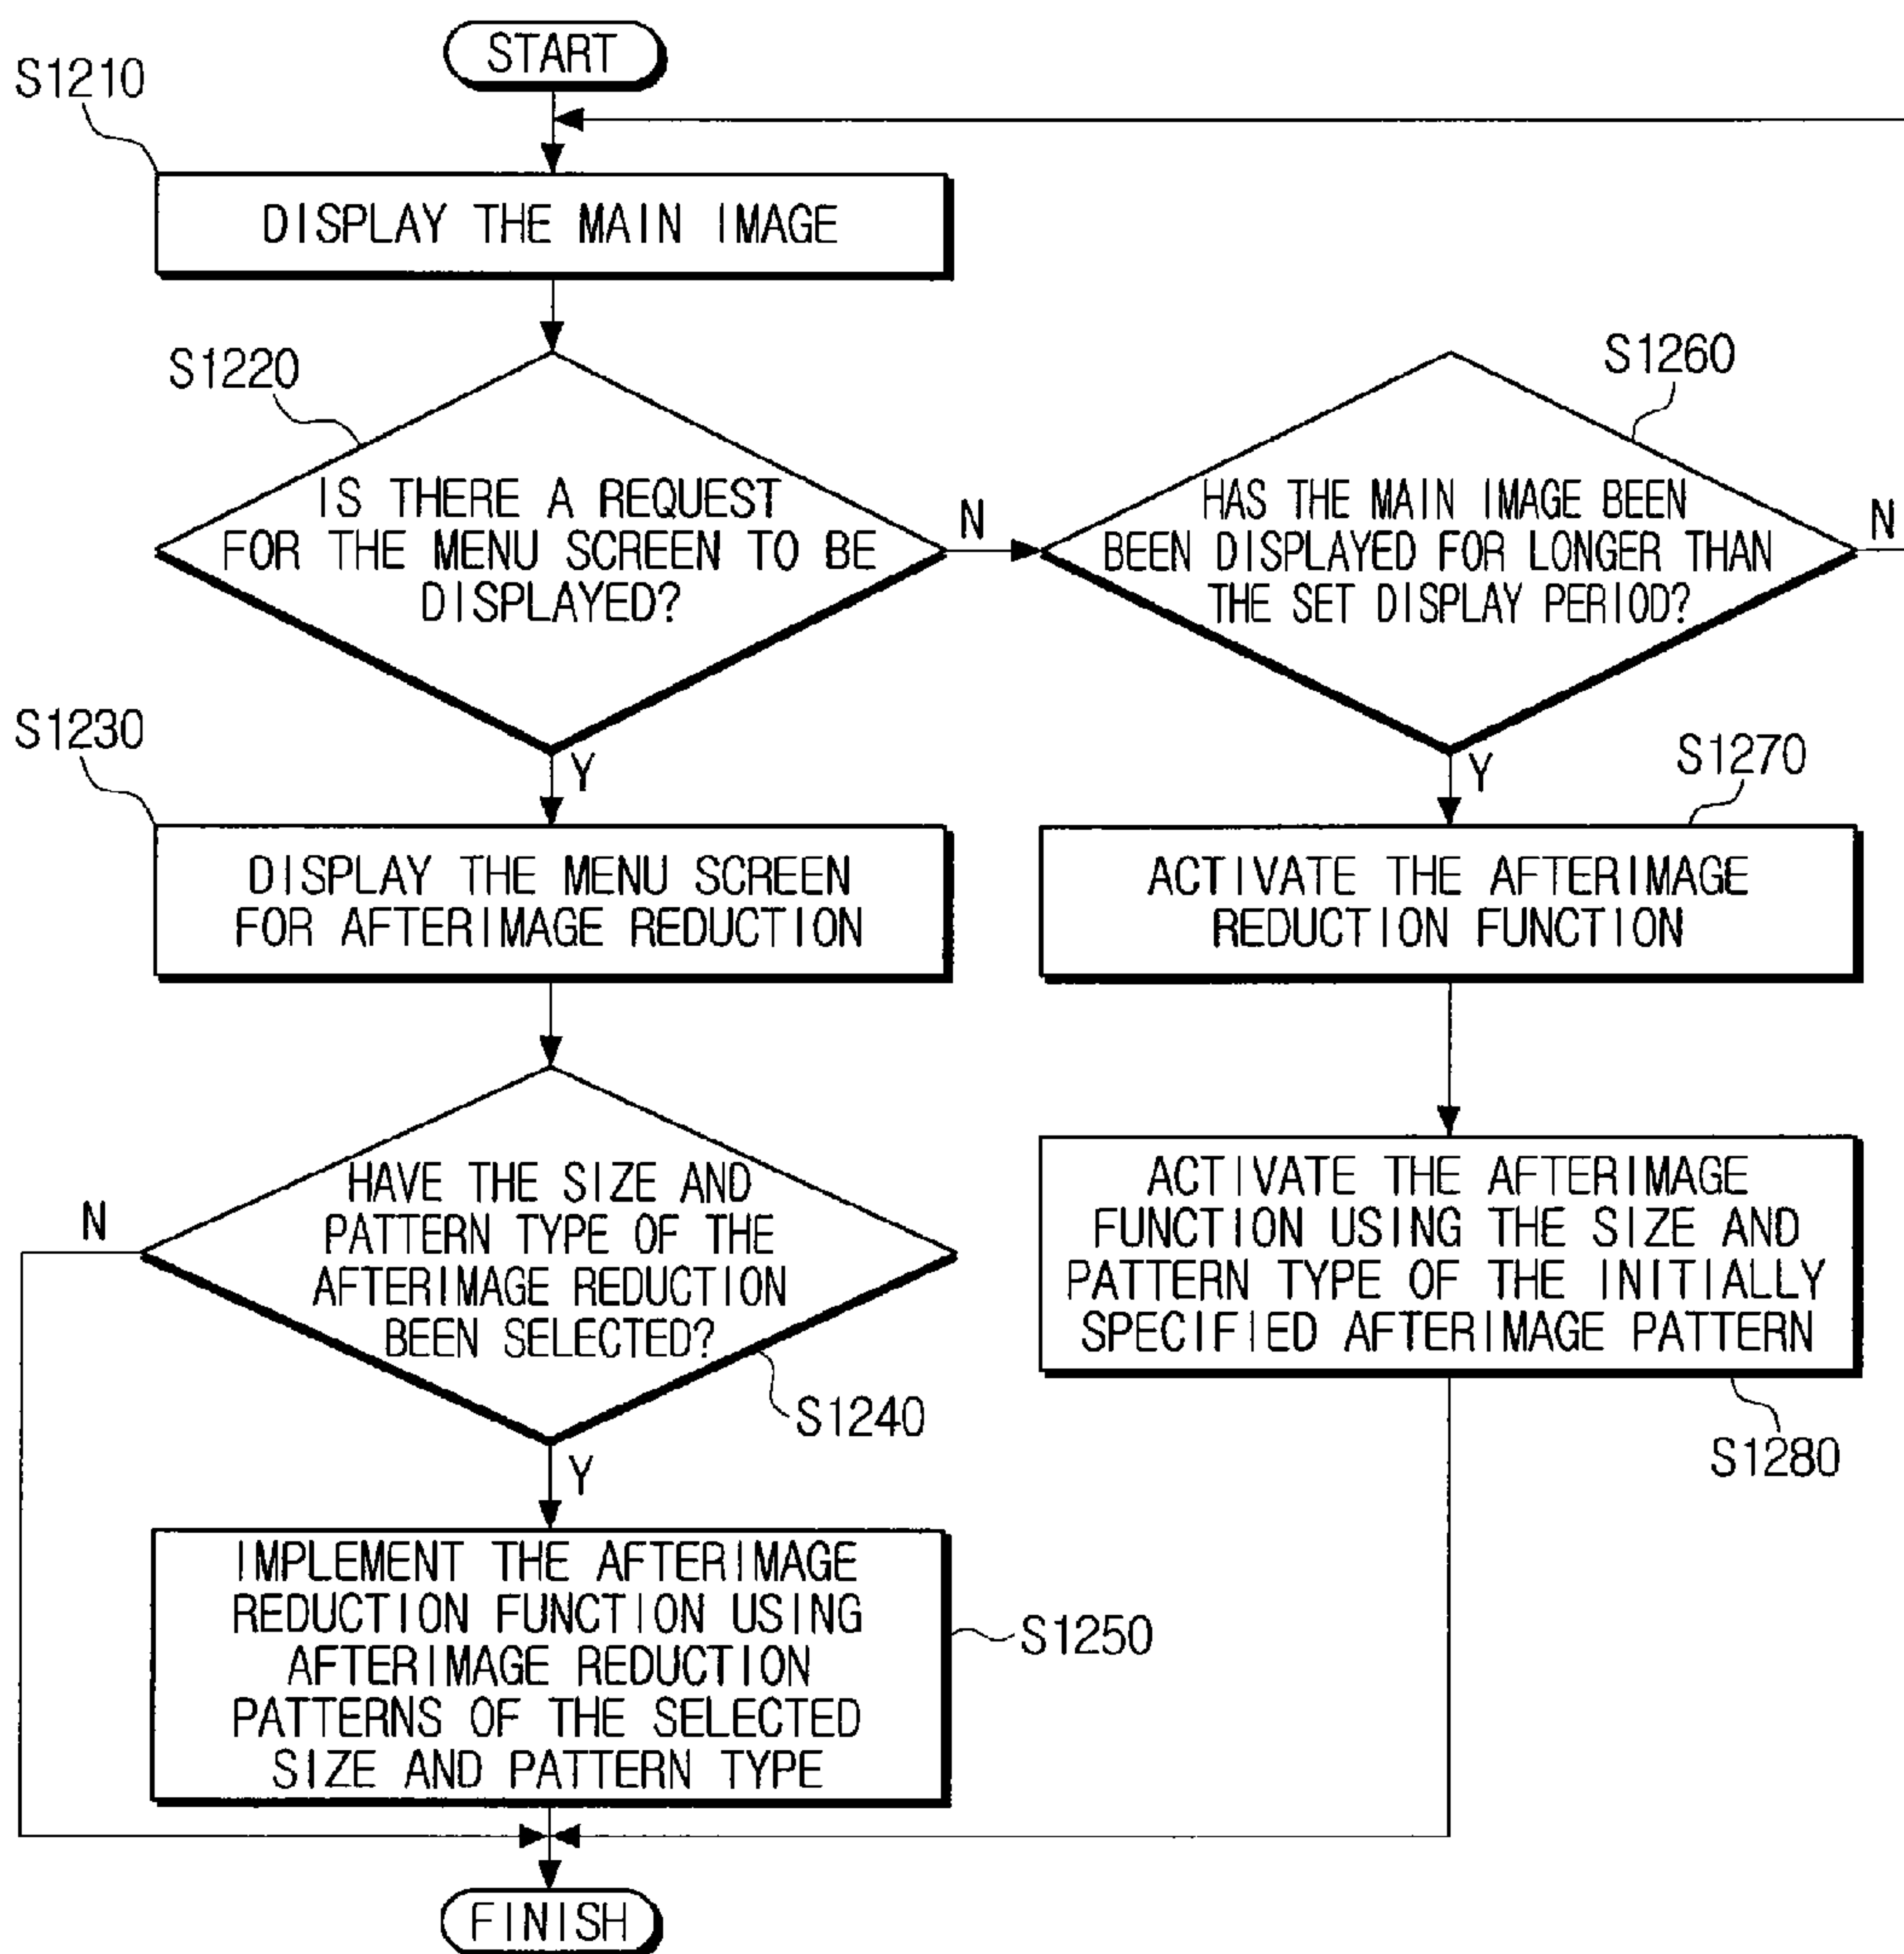 START
S1210
DISPLAY THE MAIN IMAGE
S1220
IS THERE A REQUEST
FOR THE MENU SCREEN TO BE
DISPLAYED?
N
Y
S1260
HAS THE MAIN IMAGE BEEN
BEEN DISPLAYED FOR LONGER THAN
THE SET DISPLAY PERIOD?
N
Y
S1230
DISPLAY THE MENU SCREEN
FOR AFTERIMAGE REDUCTION
S1270
ACTIVATE THE AFTERIMAGE
REDUCTION FUNCTION
N
HAVE THE SIZE AND
PATTERN TYPE OF THE
AFTERIMAGE REDUCTION
BEEN SELECTED?
S1240
Y
ACTIVATE THE AFTERIMAGE
FUNCTION USING THE SIZE AND
PATTERN TYPE OF THE INITIALLY
SPECIFIED AFTERIMAGE PATTERN
S1280
IMPLEMENT THE AFTERIMAGE
REDUCTION FUNCTION USING
AFTERIMAGE REDUCTION
PATTERNS OF THE SELECTED
SIZE AND PATTERN TYPE
S1250
FINISH